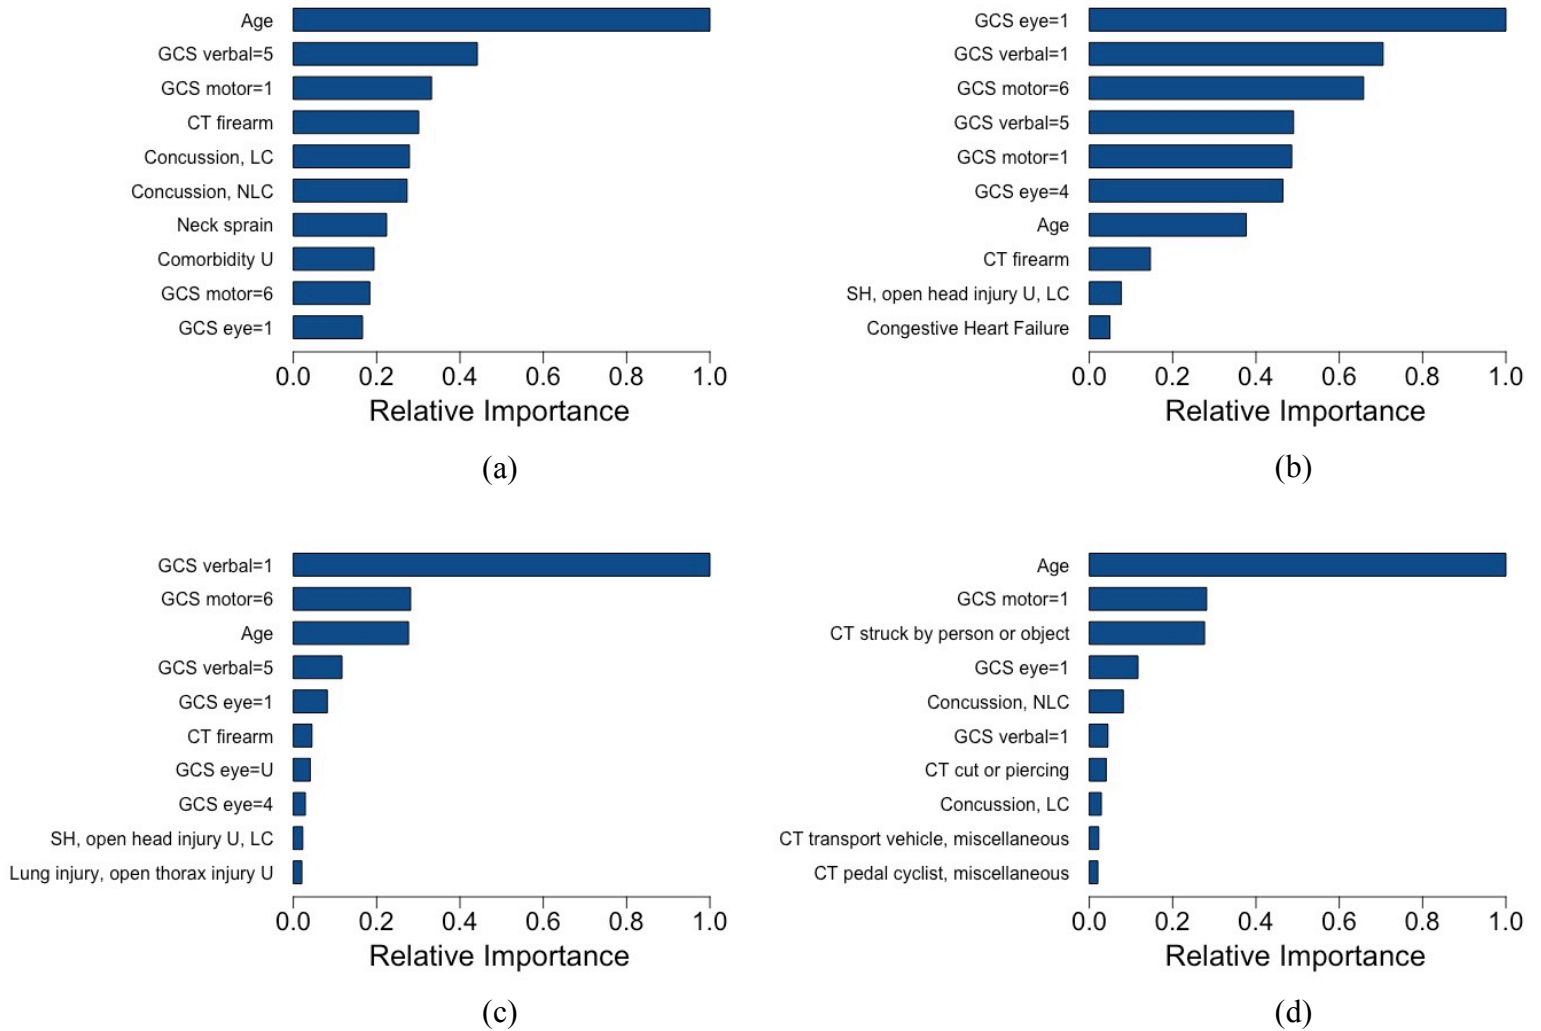 Age
GCS verbal=5
GCS motor=1
CT firearm
Concussion, LC
Concussion, NLC
Neck sprain
Comorbidity U
GCS motor=6
GCS eye=1
0.0 0.2 0.4 0.6 0.8 1.0
Relative Importance
(a)
GCS eye=1
GCS verbal=1
GCS motor=6
GCS verbal=5
GCS motor=1
GCS eye=4
Age
CT firearm
SH, open head injury U, LC
Congestive Heart Failure
0.0 0.2 0.4 0.6 0.8 1.0
Relative Importance
(b)
GCS verbal=1
GCS motor=6
Age
GCS verbal=5
GCS eye=1
CT firearm
GCS eye=U
GCS eye=4
SH, open head injury U, LC
Lung injury, open thorax injury U
0.0 0.2 0.4 0.6 0.8 1.0
Relative Importance
(c)
Age
GCS motor=1
CT struck by person or object
GCS eye=1
Concussion, NLC
GCS verbal=1
CT cut or piercing
Concussion, LC
CT transport vehicle, miscellaneous
CT pedal cyclist, miscellaneous
0.0 0.2 0.4 0.6 0.8 1.0
Relative Importance
(d)